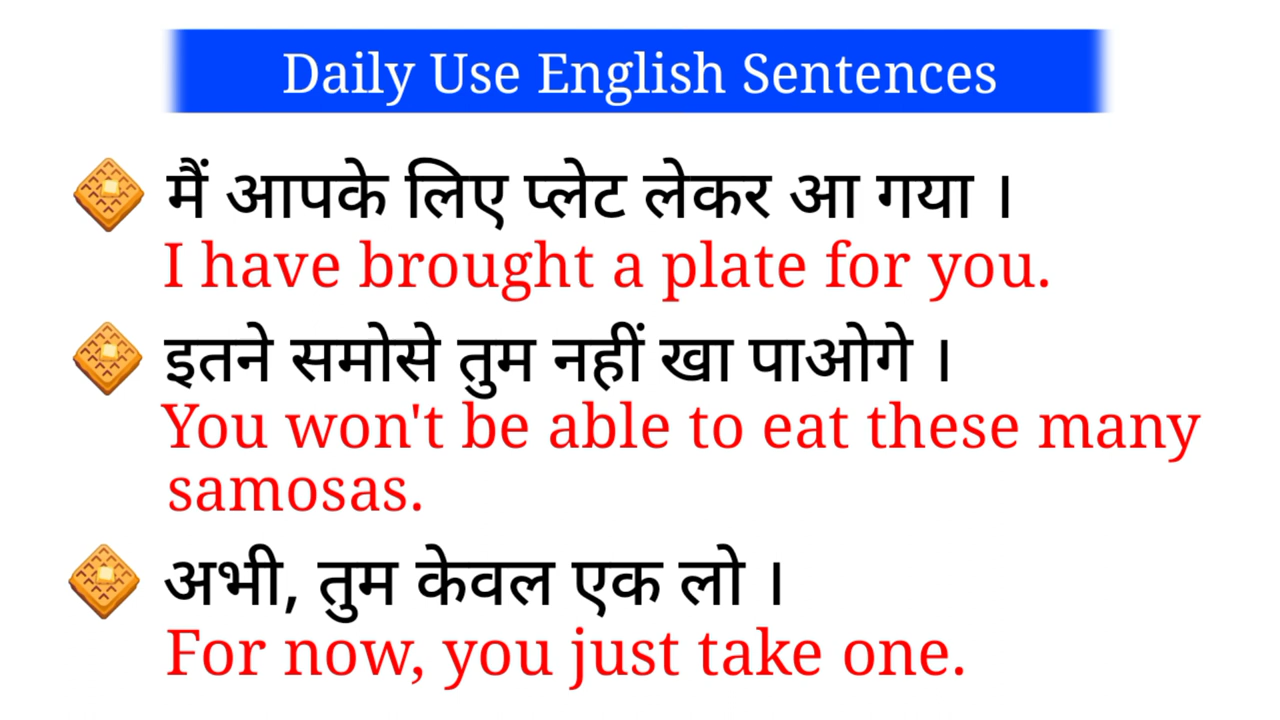 Daily Use English Sentences
मैं आपके लिए प्लेट लेकर आ गया ।
I have brought a plate for you.
इतने समोसे तुम नहीं खा पाओगे ।
You won't be able to eat these many
samosas.
अभी, तुम केवल एक लो ।
For now, you just take one.